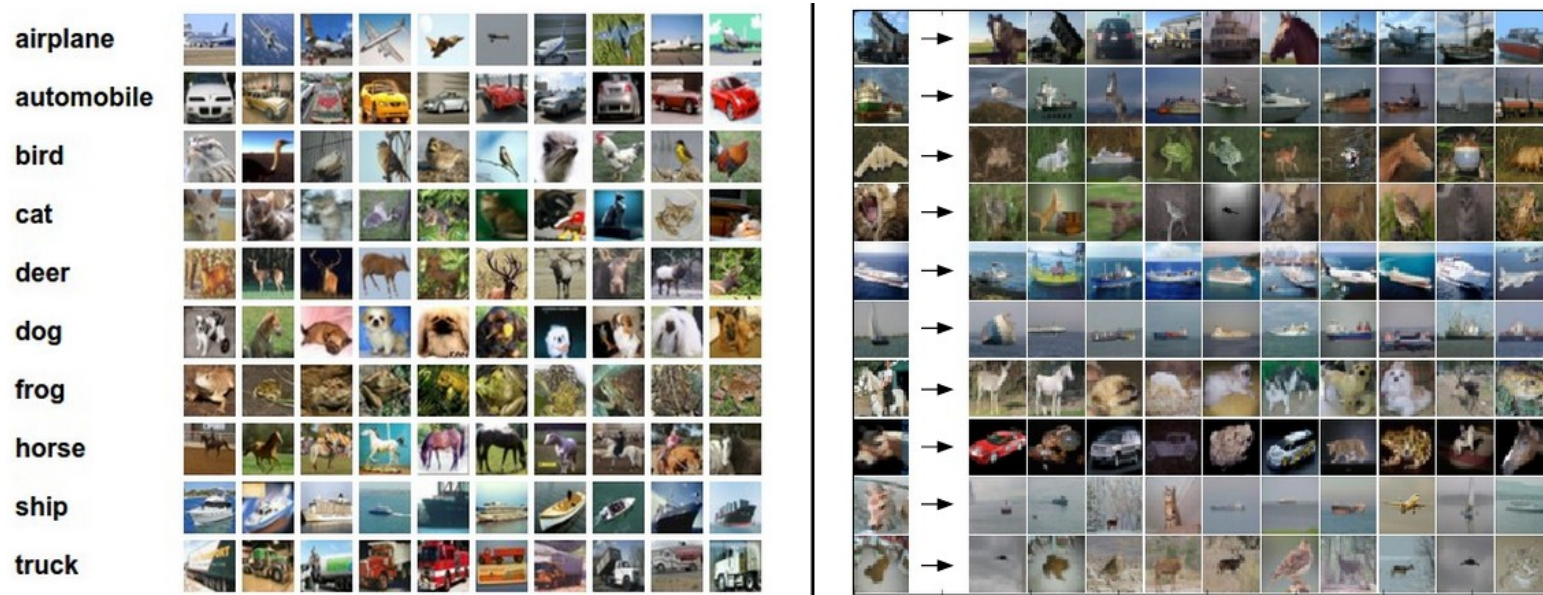 airplane
automobile
bird
cat
deer
dog
frog
horse
ship
truck